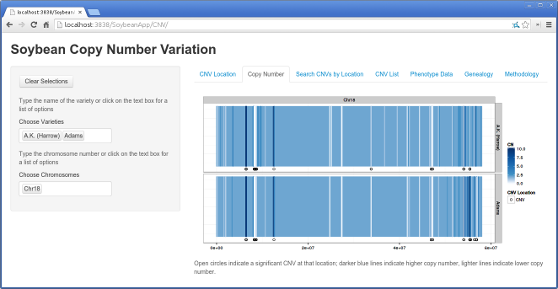 localhost:3838/Soybean
localhost:3838/SoybeanApp/CNV/
Soybean Copy Number Variation
Clear Selections
Type the name of the variety or click on the text box for a
list of options
Choose Varieties
A.K. (Harrow) Adams
Type the chromosome number or click on the text box for
a list of options
Choose Chromosomes
Chr18
CNV Location Copy Number Search CNVs by Location CNV List Phenotype Data Genealogy Methodology
Chr18
A.K. (Harrow)
Adams
CN
10.0
7.5
5.0
2.5
0.0
CNV Location
CNV
0e+00 2e+07 4e+07 6e+07
Open circles indicate a significant CNV at that location; darker blue lines indicate higher copy number, lighter lines indicate lower copy
number.